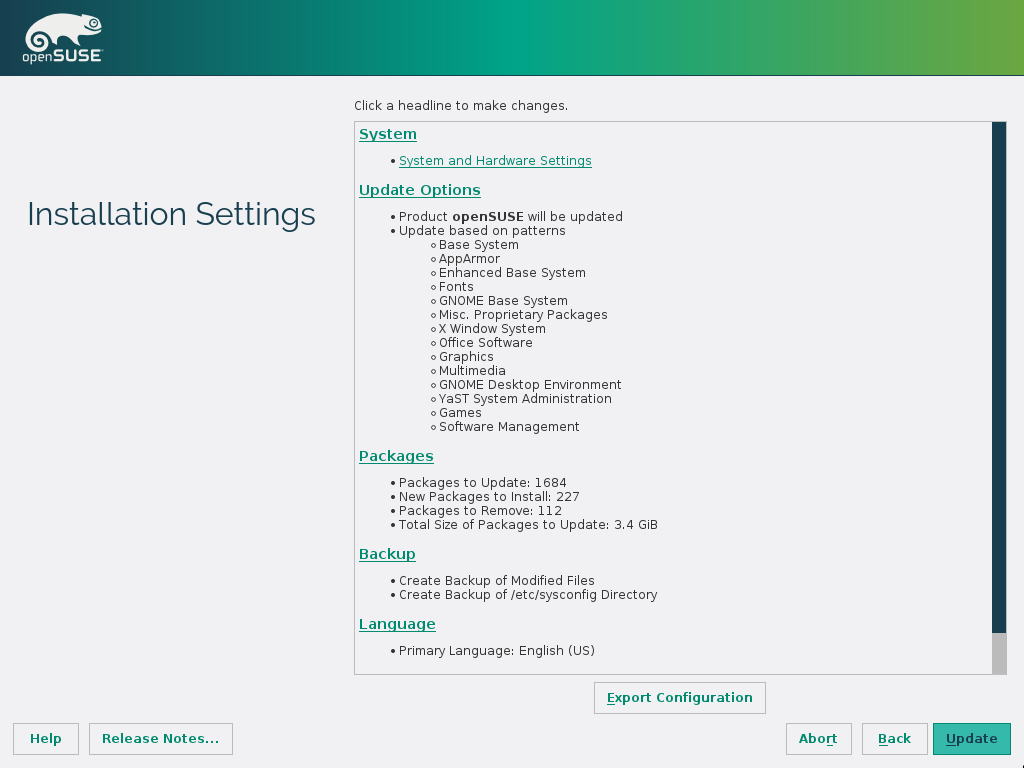 openSUSE
Click a headline to make changes.
Installation Settings
System
• System and Hardware Settings
Update Options
• Product openSUSE will be updated
• Update based on patterns
○ Base System
○ AppArmor
○ Enhanced Base System
○ Fonts
○ GNOME Base System
○ Misc. Proprietary Packages
○ X Window System
○ Office Software
○ Graphics
○ Multimedia
○ GNOME Desktop Environment
○ YaST System Administration
○ Games
○ Software Management
Packages
• Packages to Update: 1684
• New Packages to Install: 227
• Packages to Remove: 112
• Total Size of Packages to Update: 3.4 GiB
Backup
• Create Backup of Modified Files
• Create Backup of /etc/sysconfig Directory
Language
• Primary Language: English (US)
Export Configuration
Help Release Notes... Abort Back Update